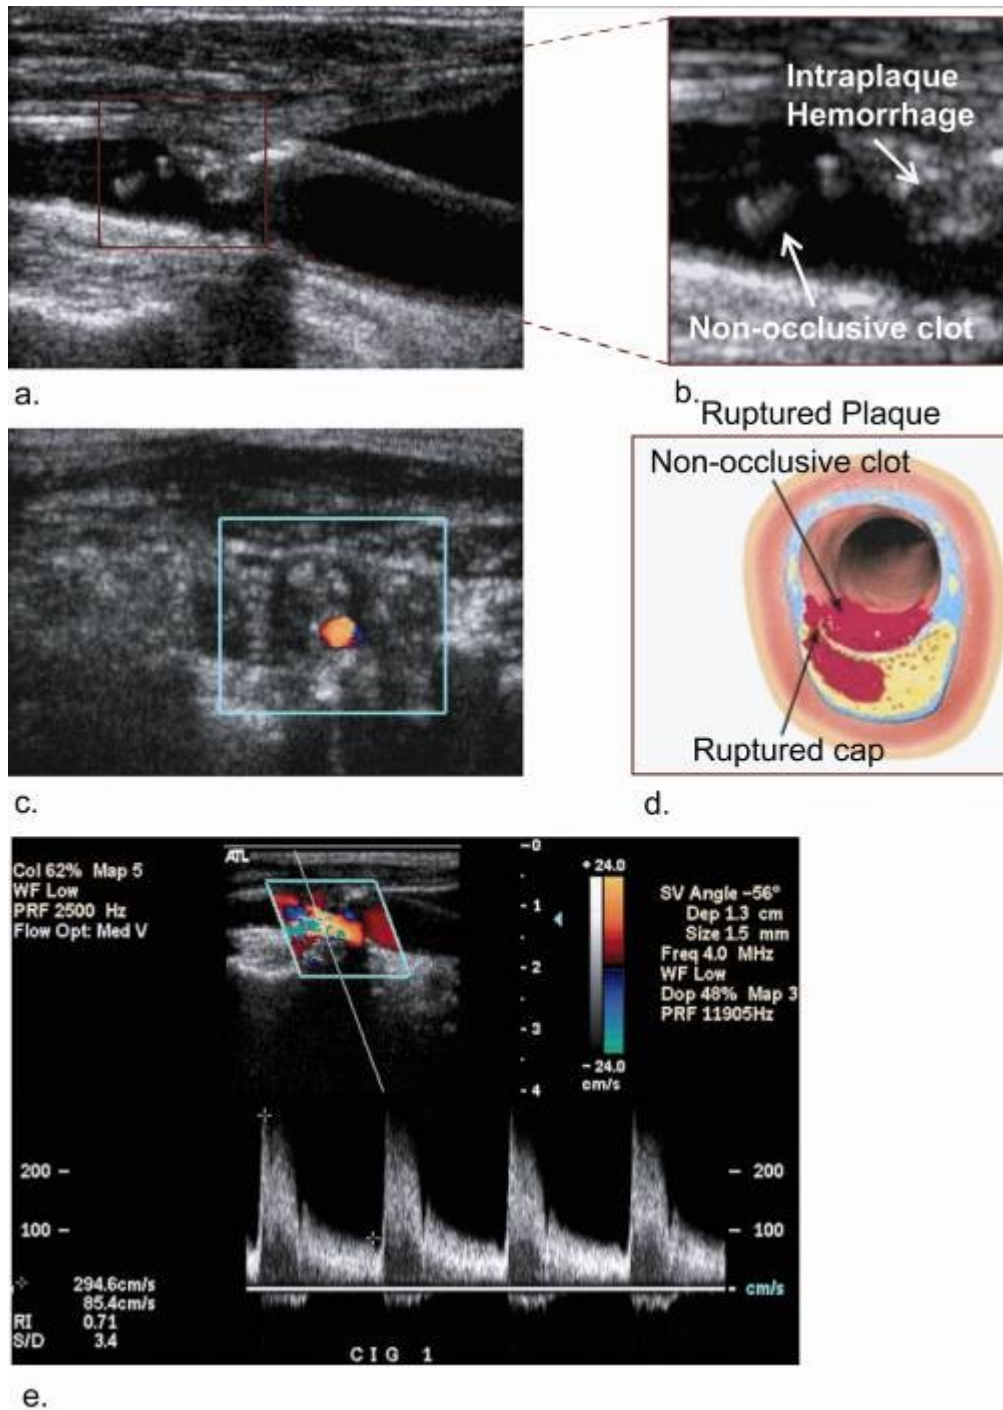 Intraplaque
Hemorrhage
Non-occlusive clot
a.
b.
Ruptured Plaque
Non-occlusive clot
Ruptured cap
c.
d.
Col 62% Map 5
WF Low
PRF 2500 Hz
Flow Opt: Med V
ATL
0
1
2
3
4
+ 24.0
- 24.0
cm/s
SV Angle -56°
Dep 1.3 cm
Size 1.5 mm
Freq 4.0 MHz
WF Low
Dop 48% Map 3
PRF 11905Hz
200
100
200
100
cm/s
294.6cm/s
85.4cm/s
RI 0.71
S/D 3.4
C I G 1
e.